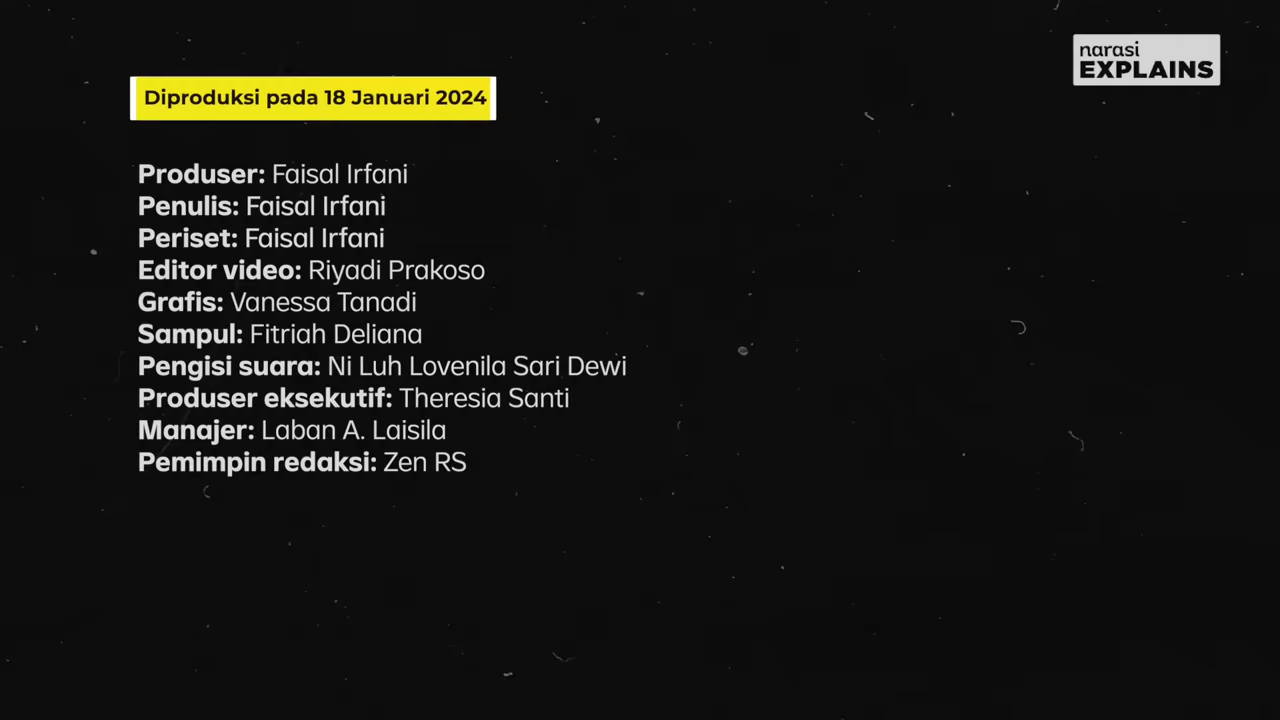 narasi
EXPLAINS
Diproduksi pada 18 Januari 2024
Produser: Faisal Irfani
Penulis: Faisal Irfani
Periset: Faisal Irfani
Editor video: Riyadi Prakoso
Grafis: Vanessa Tanadi
Sampul: Fitriah Deliana
Pengisi suara: Ni Luh Lovenila Sari Dewi
Produser eksekutif: Theresia Santi
Manajer: Laban A. Laisila
Pemimpin redaksi: Zen RS